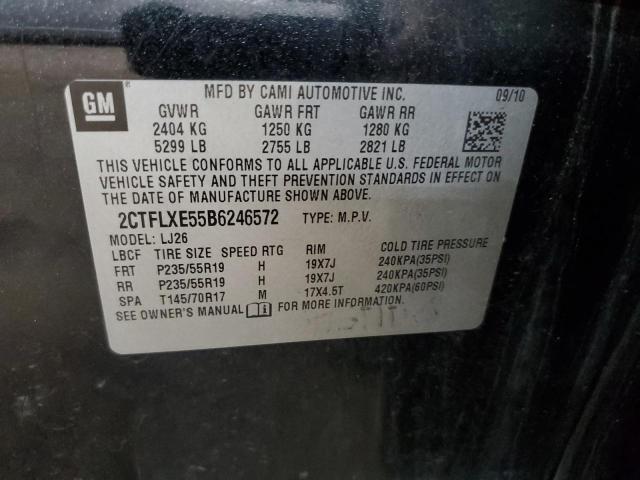 GM
MFD BY CAMI AUTOMOTIVE INC. 09/10
GVWR GAWR FRT GAWR RR
2404 KG 1250 KG 1280 KG
5299 LB 2755 LB 2821 LB
THIS VEHICLE CONFORMS TO ALL APPLICABLE U.S. FEDERAL MOTOR
VEHICLE SAFETY AND THEFT PREVENTION STANDARDS IN EFFECT ON
THE DATE OF MANUFACTURE SHOWN ABOVE.
2CTFLXE55B6246572 TYPE: M.P.V.
MODEL: LJ26
LBCF TIRE SIZE SPEED RTG RIM COLD TIRE PRESSURE
FRT P235/55R19 H 19X7J 240KPA(35PSI)
RR P235/55R19 H 19X7J 240KPA(35PSI)
SPA T145/70R17 M 17X4.5T 420KPA(60PSI)
SEE OWNER'S MANUAL FOR MORE INFORMATION.